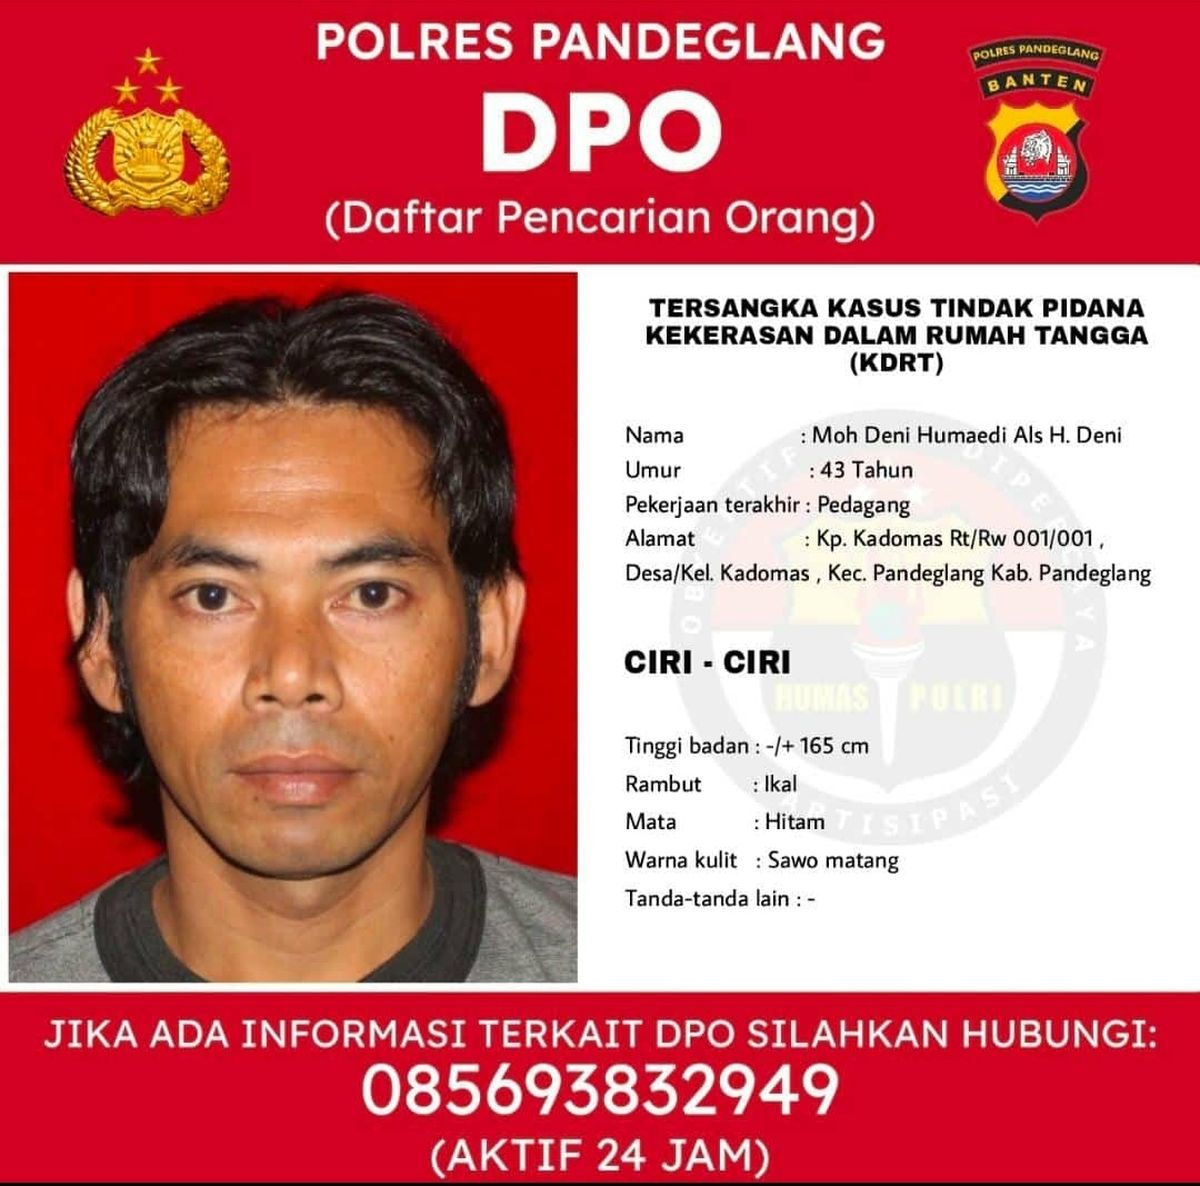 POLRES PANDEGLANG
DPO
(Daftar Pencarian Orang)
POLRES PANDEGLANG
BANTEN
TERSANGKA KASUS TINDAK PIDANA
KEKERASAN DALAM RUMAH TANGGA
(KDRT)
Nama : Moh Deni Humaedi Als H. Deni
Umur : 43 Tahun
Pekerjaan terakhir : Pedagang
Alamat : Kp. Kadomas Rt/Rw 001/001 ,
Desa/Kel. Kadomas , Kec. Pandeglang Kab. Pandeglang
CIRI - CIRI
Tinggi badan : -/+ 165 cm
Rambut : Ikal
Mata : Hitam
Warna kulit : Sawo matang
Tanda-tanda lain : -
HUMAS POLRI
JIKA ADA INFORMASI TERKAIT DPO SILAHKAN HUBUNGI:
085693832949
(AKTIF 24 JAM)